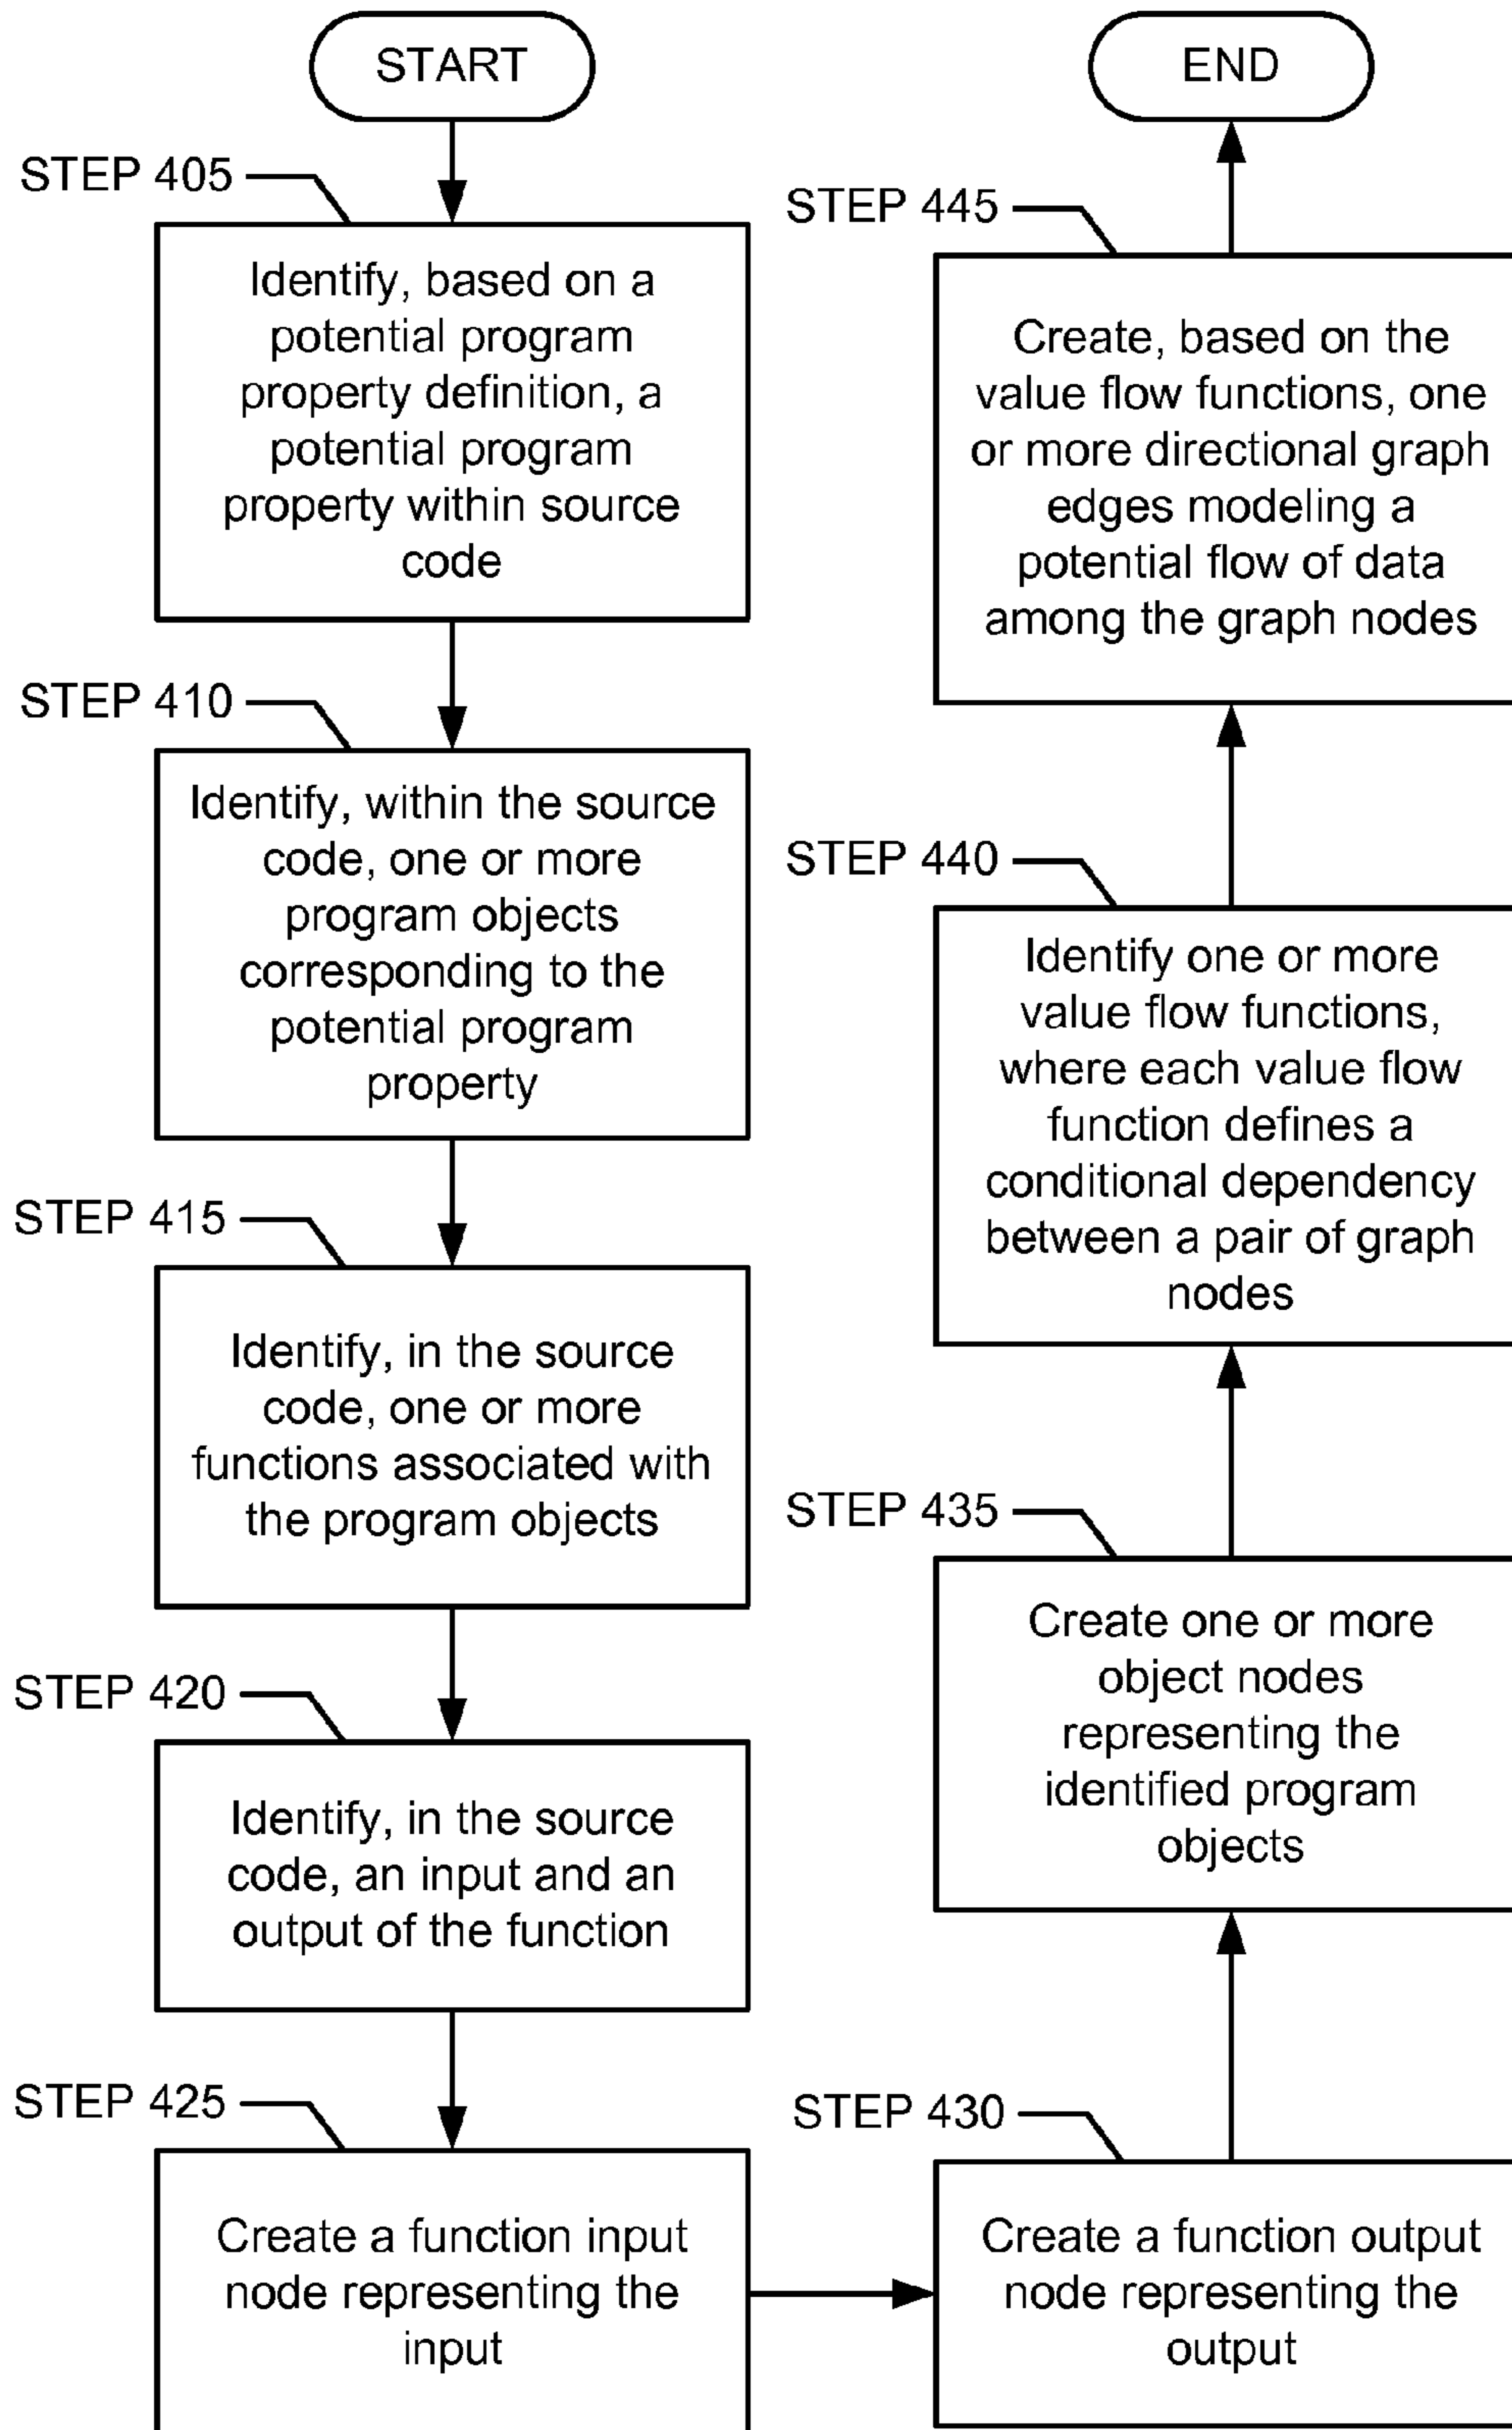 START
STEP 405
Identify, based on a
potential program
property definition, a
potential program
property within source
code
STEP 410
Identify, within the source
code, one or more
program objects
corresponding to the
potential program
property
STEP 415
Identify, in the source
code, one or more
functions associated with
the program objects
STEP 420
Identify, in the source
code, an input and an
output of the function
STEP 425
Create a function input
node representing the
input
STEP 430
Create a function output
node representing the
output
STEP 435
Create one or more
object nodes
representing the
identified program
objects
STEP 440
Identify one or more
value flow functions,
where each value flow
function defines a
conditional dependency
between a pair of graph
nodes
STEP 445
Create, based on the
value flow functions, one
or more directional graph
edges modeling a
potential flow of data
among the graph nodes
END